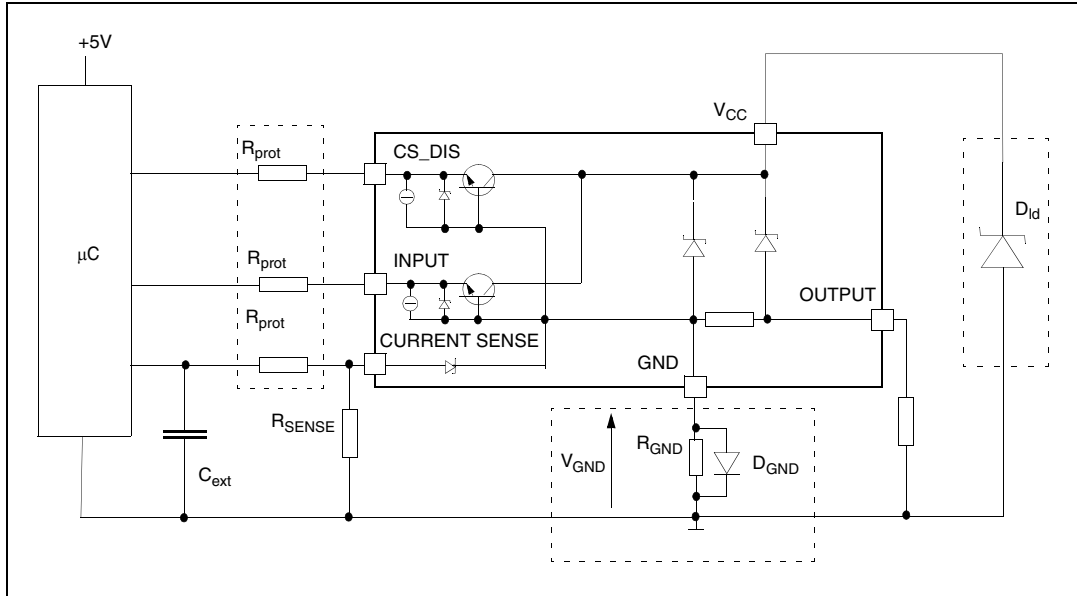 +5V
V_CC
R_prot
CS_DIS
D_ld
μC
R_prot
INPUT
OUTPUT
R_prot
CURRENT SENSE
GND
R_SENSE
R_GND
V_GND
D_GND
C_ext